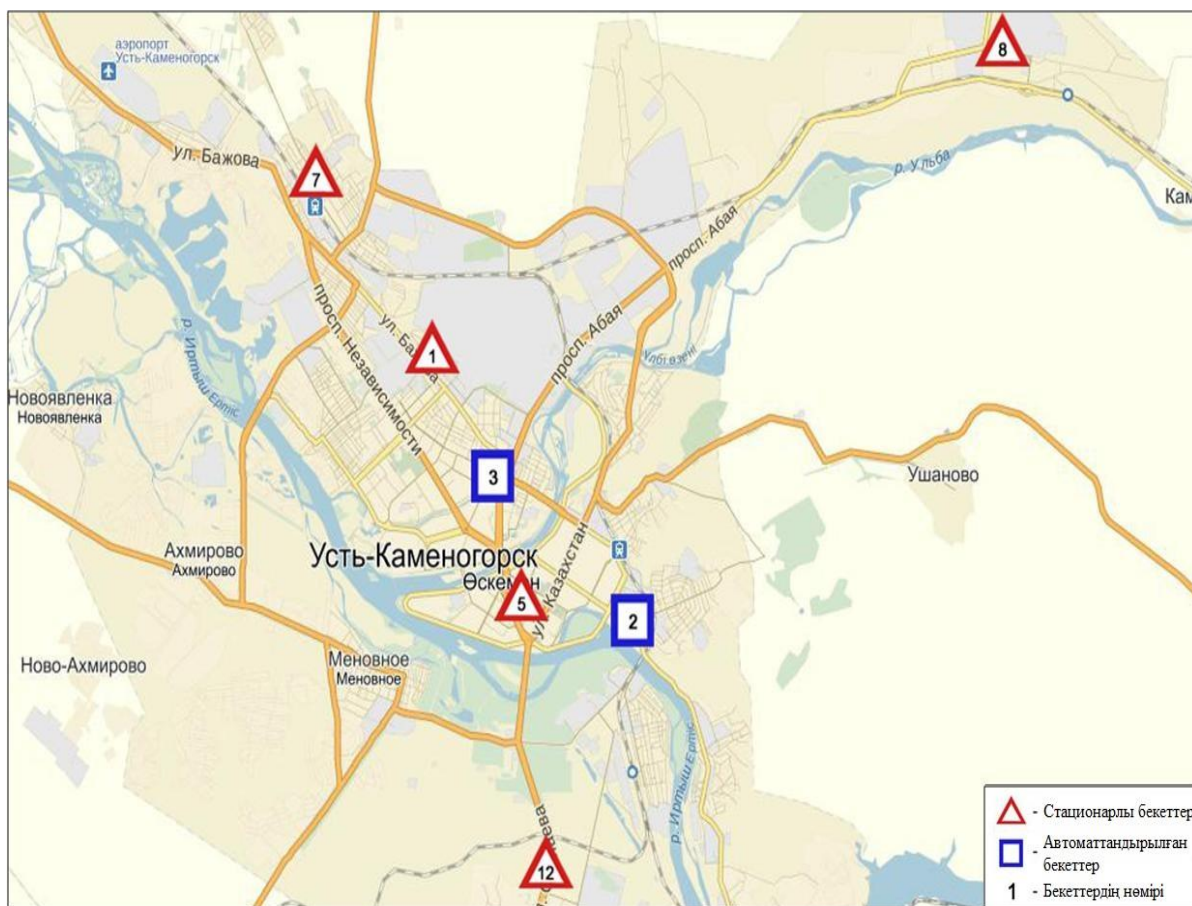 аэропорт
Усть-Каменогорск
8
ул. Бажова
7
р. Ульба
Кам
просп. Абая
р. Иртыш Ертіс
просп. Независимости
ул. Ба
ва
1
просп. Абая
Үлбі өзені
Новоявленка
Новоявленка
3
Ушаново
Ахмирово
Ахмирово
Усть-Каменогорск
Өскемен
5
ул. Казахстан
2
Ново-Ахмирово
Меновное
Меновное
р. Иртыш Ертіс
12
- Стационарлы бекеттер
- Автоматтандырылған
бекеттер
1 - Бекеттердің нөмірі